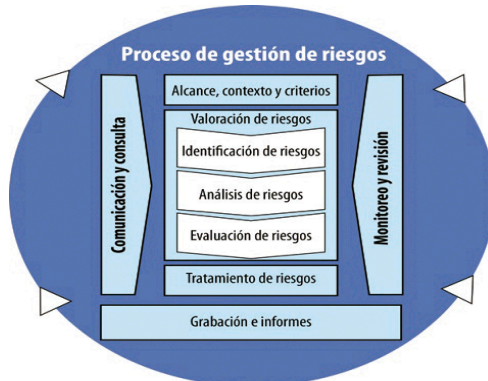 Proceso de gestión de riesgos
Alcance, contexto y criterios
Comunicación y consulta
Valoración de riesgos
Identificación de riesgos
Análisis de riesgos
Evaluación de riesgos
Monitoreo y revisión
Tratamiento de riesgos
Grabación e informes